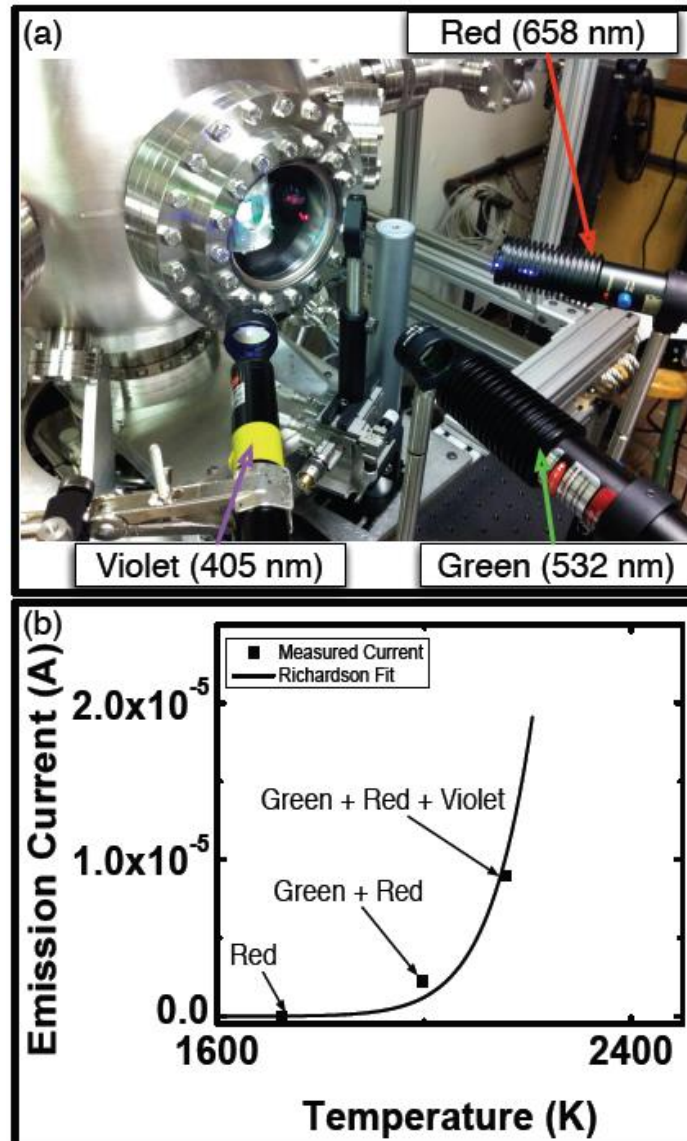 (a)
Red (658 nm)
Violet (405 nm)
Green (532 nm)
(b)
Measured Current
Richardson Fit
Emission Current (A)
2.0x10⁻⁵
1.0x10⁻⁵
0.0
Green + Red + Violet
Green + Red
Red
1600
2400
Temperature (K)